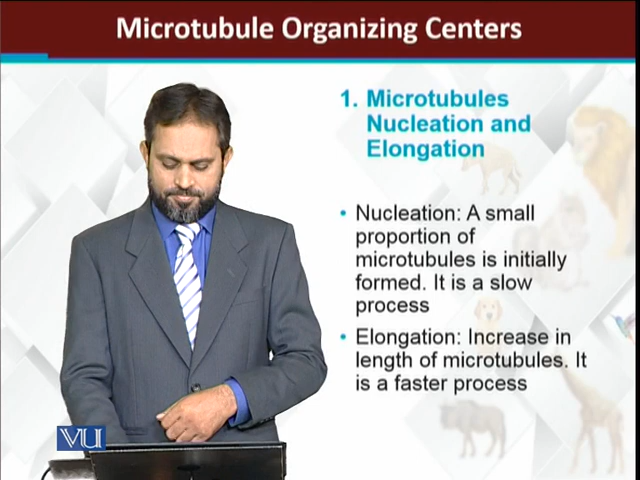 Microtubule Organizing Centers
1. Microtubules
Nucleation and
Elongation
• Nucleation: A small
proportion of
microtubules is initially
formed. It is a slow
process
• Elongation: Increase in
length of microtubules. It
is a faster process
VU